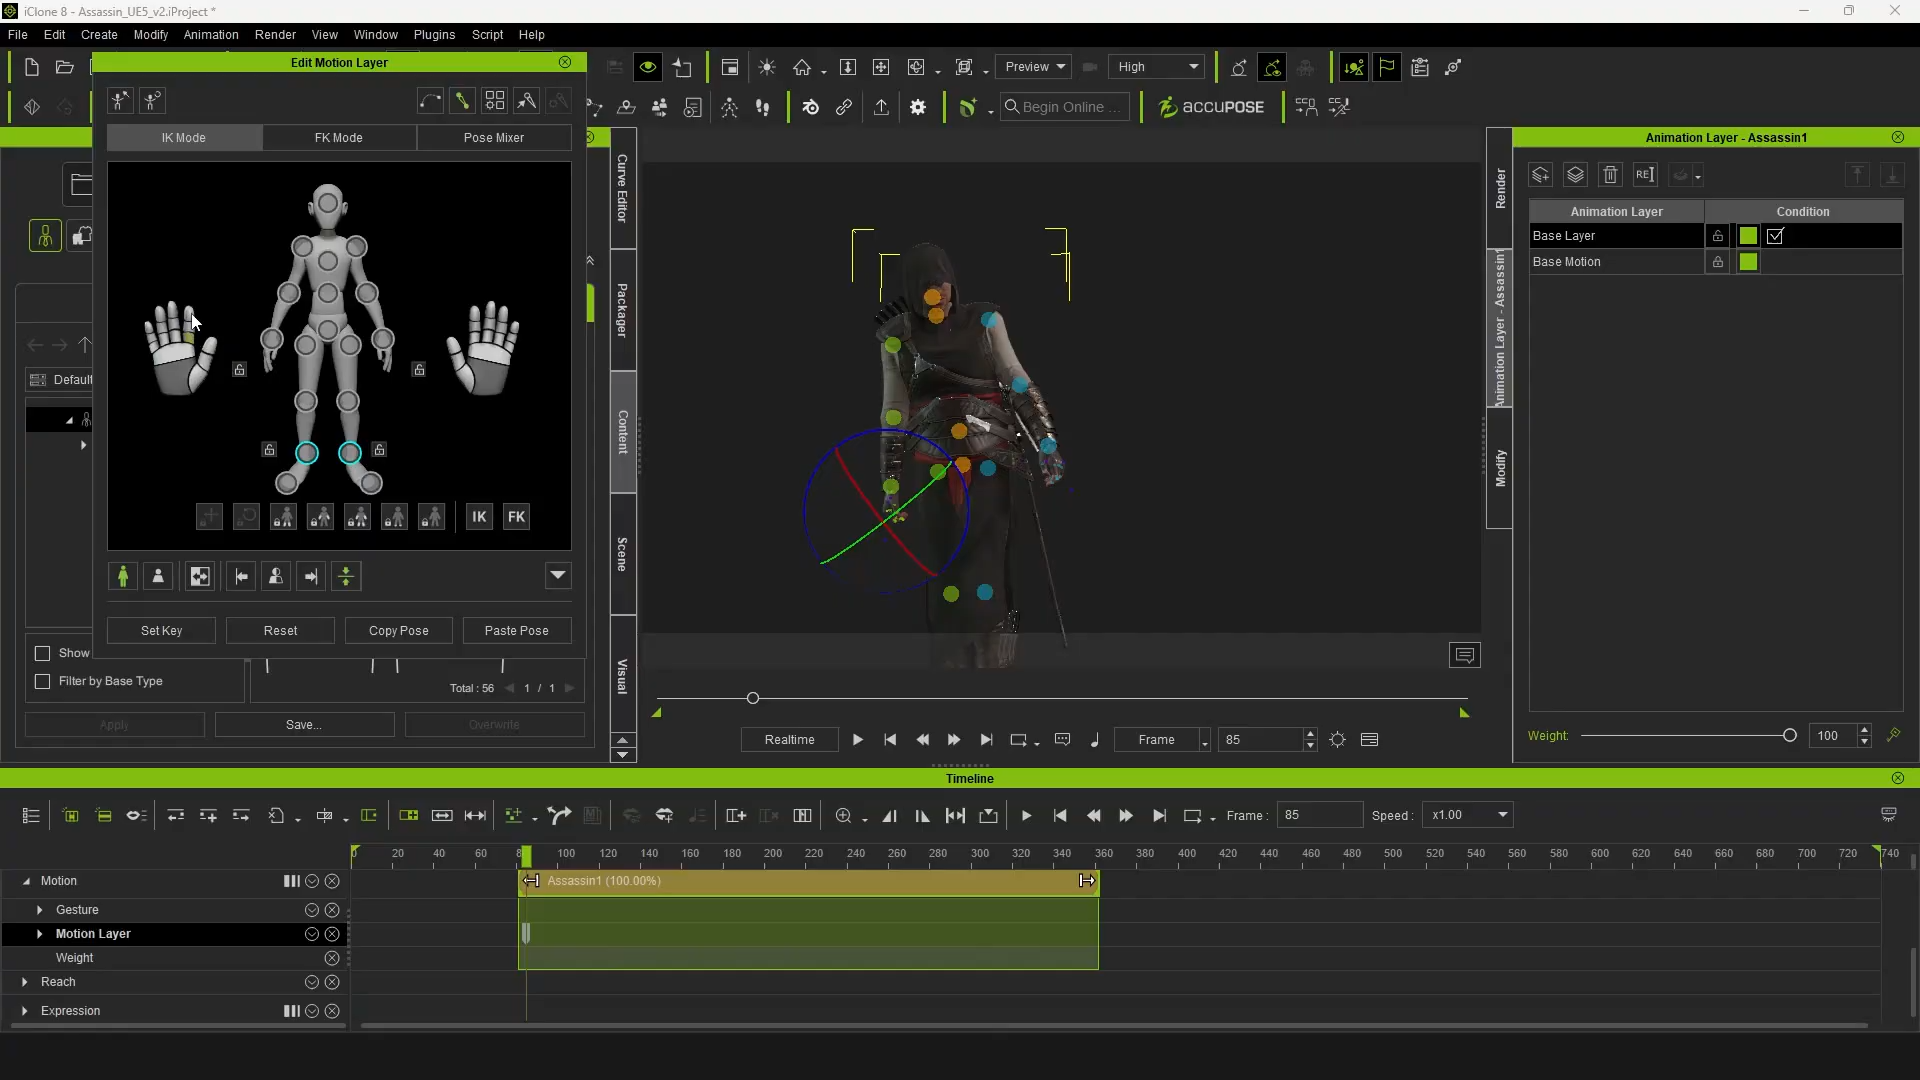 iClone 8 - Assassin_UE5_v2.iProject *
File Edit Create Modify Animation Render View Window Plugins Script Help
Edit Motion Layer
Preview High
Begin Online ... ACCUPOSE
IK Mode FK Mode Pose Mixer
IK FK
Set Key Reset Copy Pose Paste Pose
Default
Show
Filter by Base Type
Total : 56 1 / 1
Apply Save... Overwrite
Curve Editor
Packager
Content
Scene
Visual
Realtime Frame 85
Render
Animation Layer - Assassin1
Modify
Animation Layer - Assassin1
RE
Animation Layer Condition
Base Layer
Base Motion
Weight: 100
Timeline
Frame : 85 Speed : x1.00
0 20 40 60 8 100 120 140 160 180 200 220 240 260 280 300 320 340 360 380 400 420 440 460 480 500 520 540 560 580 600 620 640 660 680 700 720 740
Motion Assassin1 (100.00%)
Gesture
Motion Layer
Weight
Reach
Expression